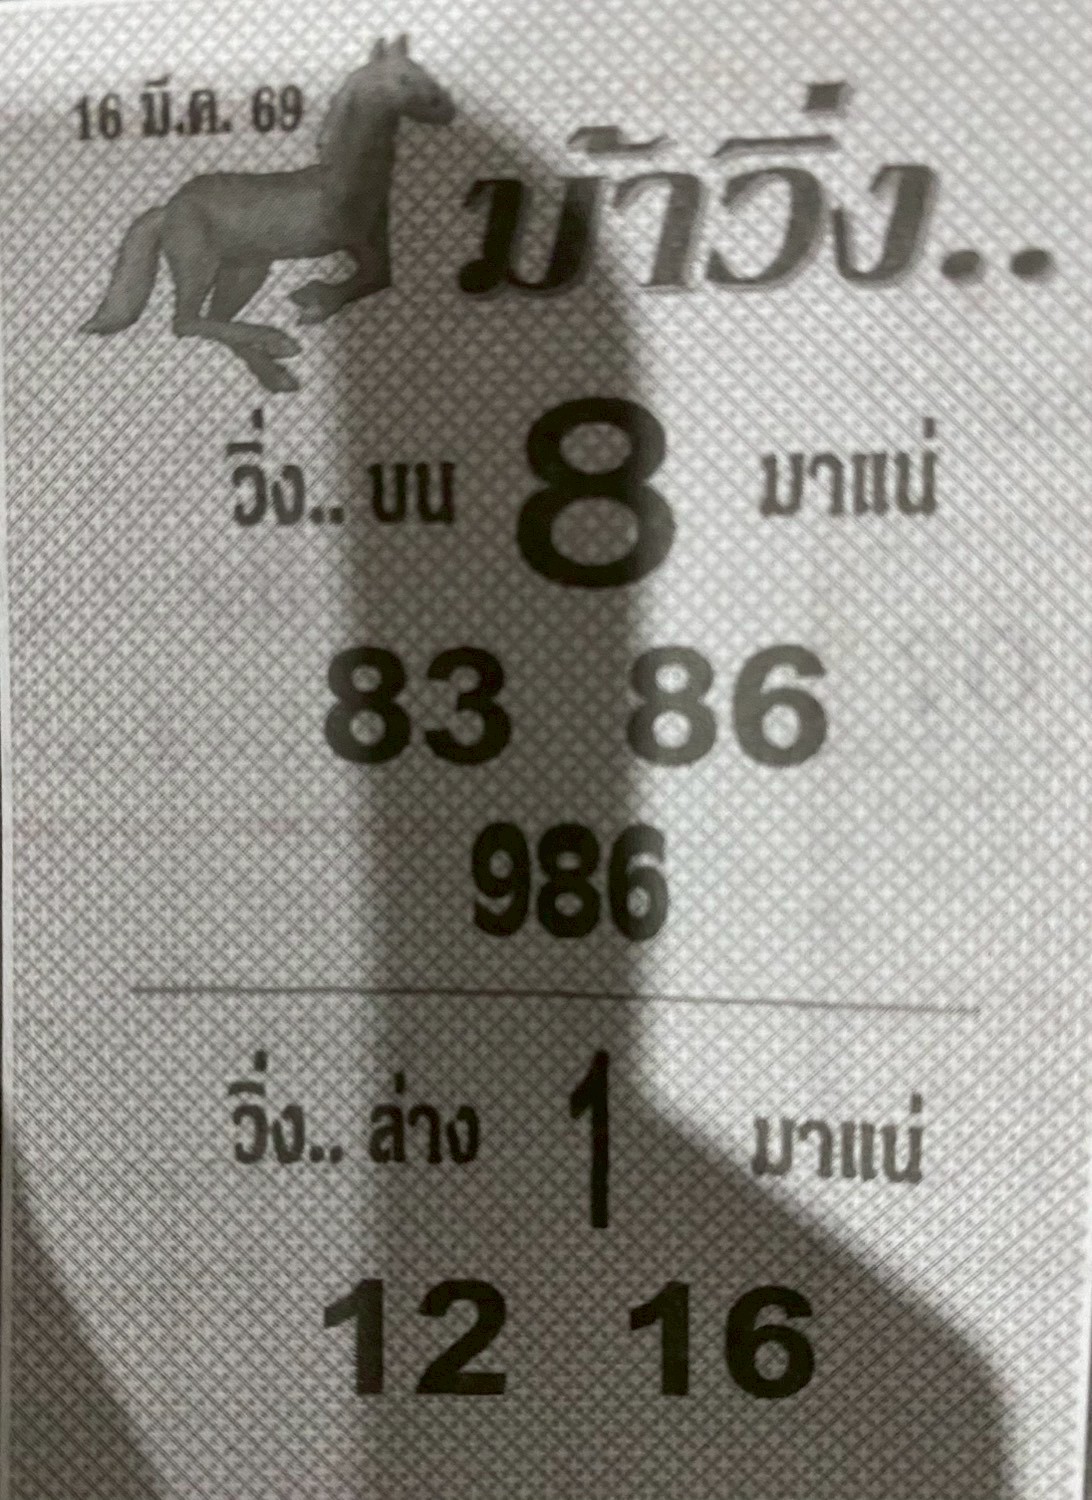 16 มี.ค. 69
ม้าวิ่ง..
วิ่ง.. บน 8 มาแน่
83 86
986
วิ่ง.. ล่าง 1 มาแน่
12 16